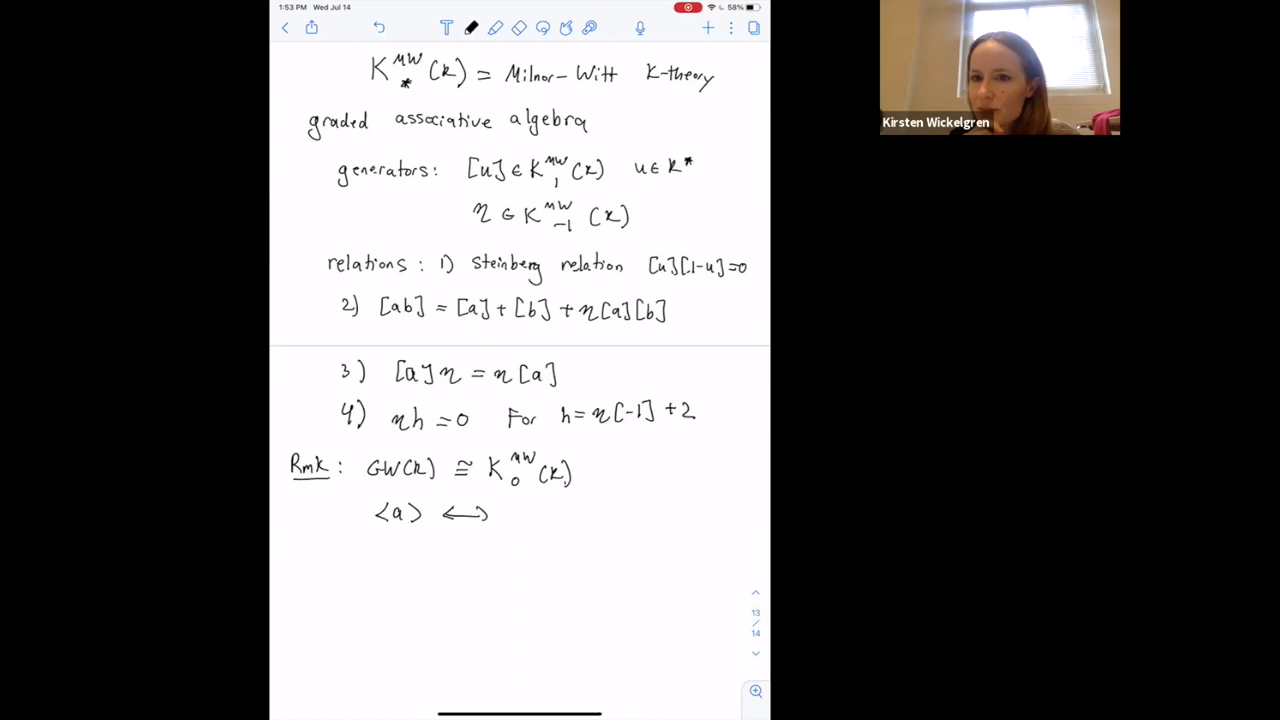 1:53 PM Wed Jul 14
58%
K^{MW}_*(k) = Milnor-Witt K-theory
graded associative algebra
generators: [u] ∈ K^{MW}_1(k) u ∈ k^*
η ∈ K^{MW}_{-1}(k)
relations: 1) Steinberg relation [u][1-u]=0
2) [ab] = [a] + [b] + η[a][b]
3) [a]η = η[a]
4) ηh = 0 For h = η[-1] + 2
Rmk: GW(k) ≅ K^{MW}_0(k)
<a> ↔
13
/
14
Kirsten Wickelgren